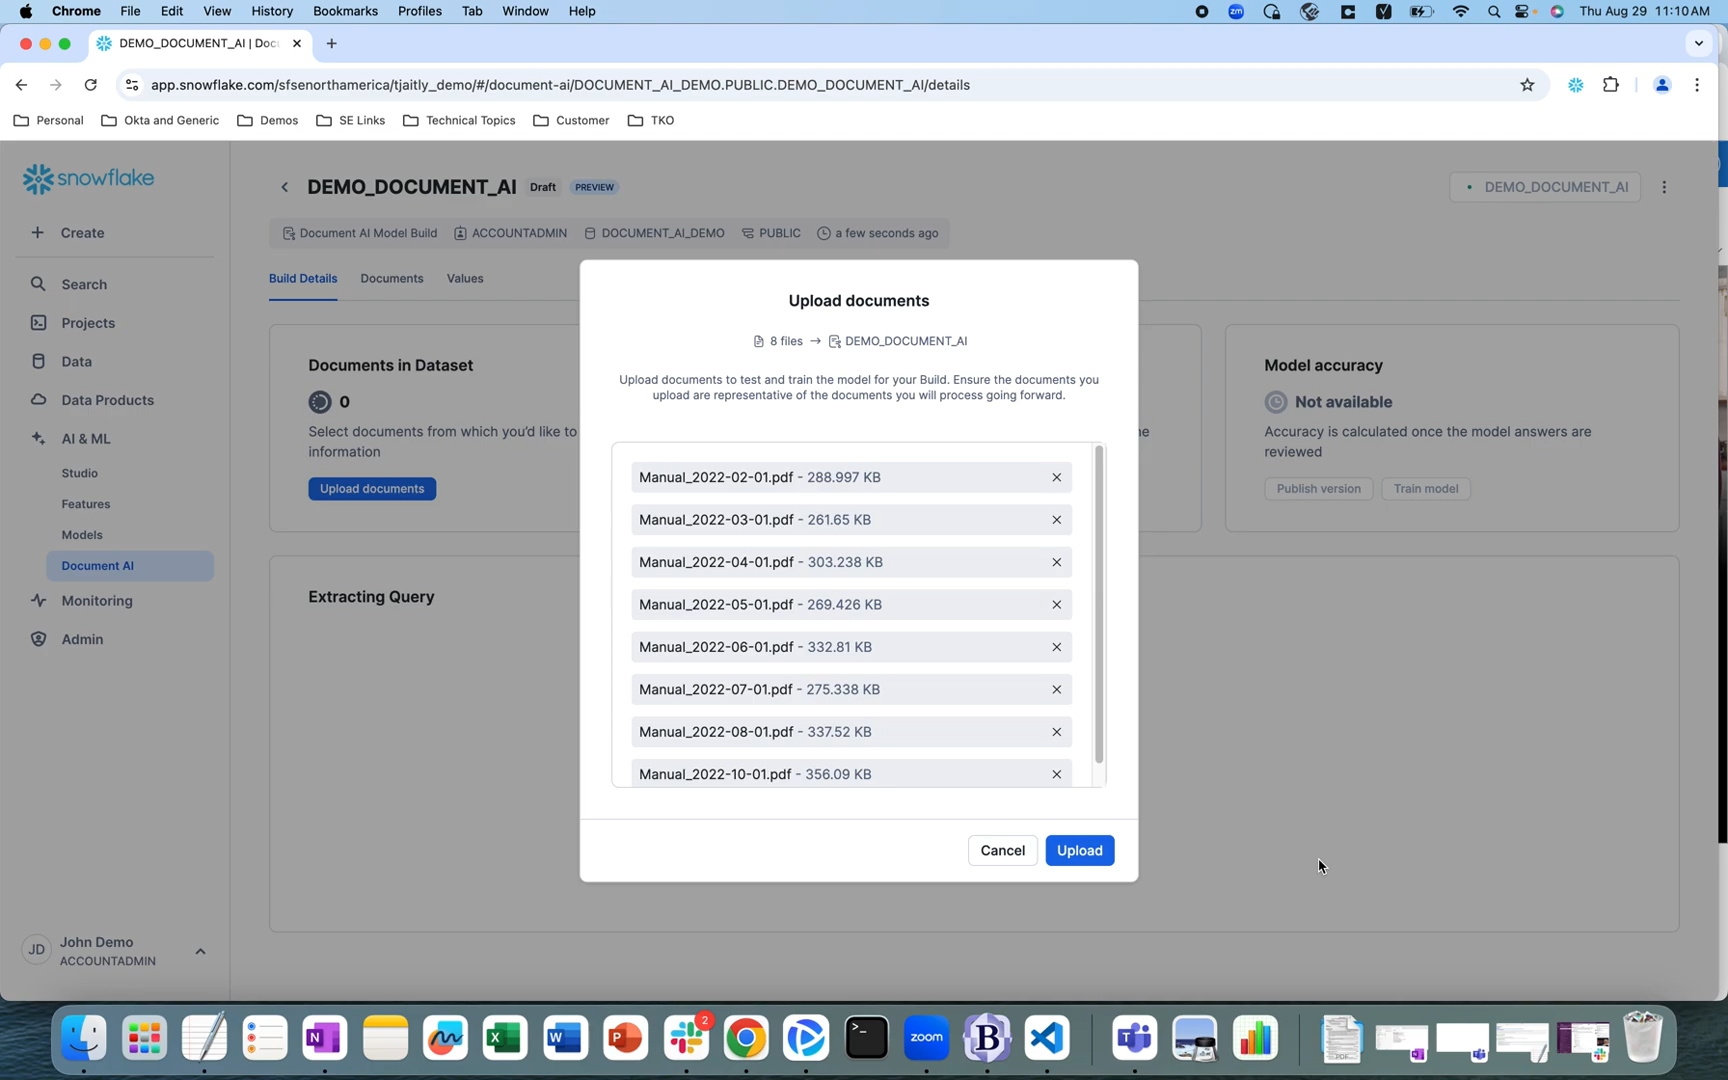 Chrome File Edit View History Bookmarks Profiles Tab Window Help
zm
Thu Aug 29 11:10 AM
DEMO_DOCUMENT_AI | Doc
app.snowflake.com/sfsenorthamerica/tjaitly_demo/#/document-ai/DOCUMENT_AI_DEMO.PUBLIC.DEMO_DOCUMENT_AI/details
Personal Okta and Generic Demos SE Links Technical Topics Customer TKO
snowflake
DEMO_DOCUMENT_AI Draft PREVIEW
DEMO_DOCUMENT_AI
Document AI Model Build ACCOUNTADMIN DOCUMENT_AI_DEMO PUBLIC a few seconds ago
Build Details Documents Values
Create
Search
Projects
Data
Data Products
AI & ML
Studio
Features
Models
Document AI
Monitoring
Admin
JD
John Demo
ACCOUNTADMIN
Documents in Dataset
0
Select documents from which you'd like to
information
Upload documents
Extracting Query
Model accuracy
Not available
Accuracy is calculated once the model answers are
reviewed
Publish version Train model
Upload documents
8 files → DEMO_DOCUMENT_AI
Upload documents to test and train the model for your Build. Ensure the documents you
upload are representative of the documents you will process going forward.
Manual_2022-02-01.pdf - 288.997 KB
Manual_2022-03-01.pdf - 261.65 KB
Manual_2022-04-01.pdf - 303.238 KB
Manual_2022-05-01.pdf - 269.426 KB
Manual_2022-06-01.pdf - 332.81 KB
Manual_2022-07-01.pdf - 275.338 KB
Manual_2022-08-01.pdf - 337.52 KB
Manual_2022-10-01.pdf - 356.09 KB
Cancel Upload
2
zoom